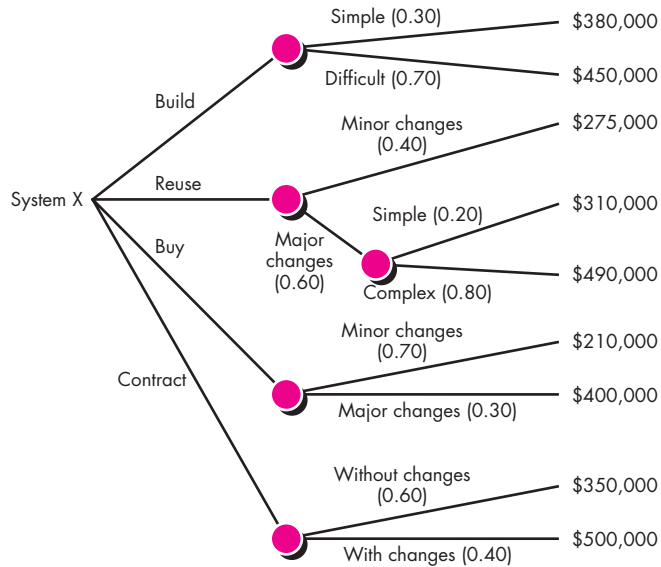 Simple (0.30)
$380,000
Difficult (0.70)
$450,000
Build
Minor changes
(0.40)
$275,000
System X
Reuse
Simple (0.20)
$310,000
Major
changes
(0.60)
Buy
$490,000
Complex (0.80)
Minor changes
(0.70)
$210,000
Contract
$400,000
Major changes (0.30)
Without changes
(0.60)
$350,000
$500,000
With changes (0.40)